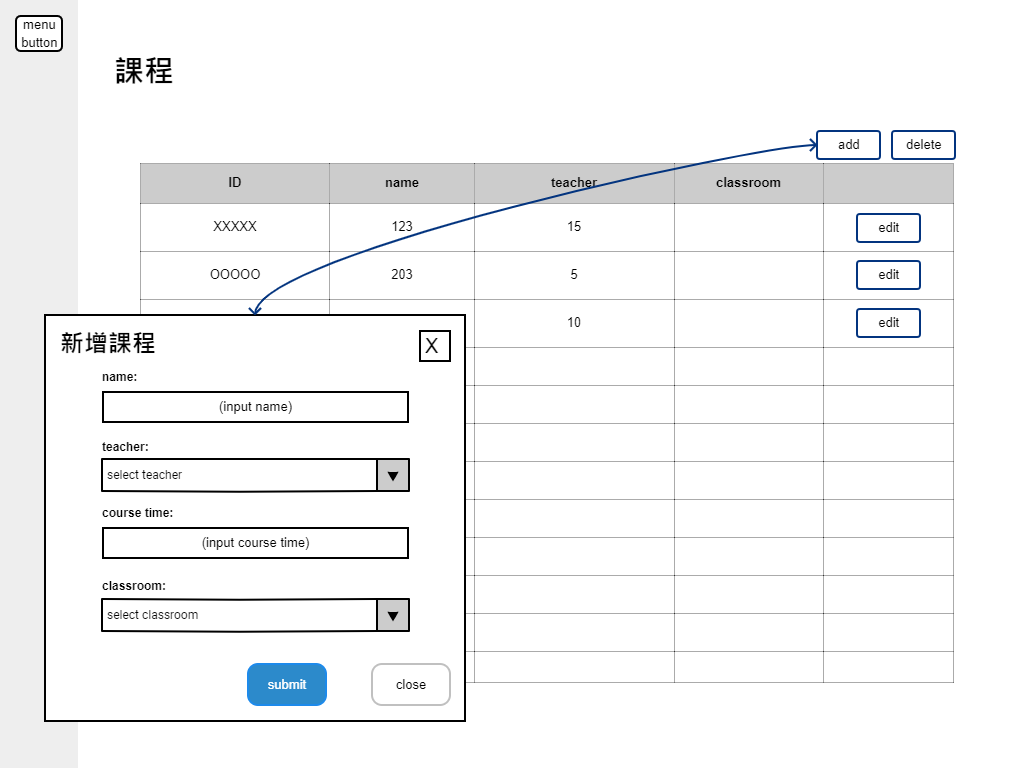 menu
button
課程
add
delete
ID name teacher classroom
XXXXX 123 15 edit
OOOOO 203 5 edit
10 edit
新增課程
X
name:
(input name)
teacher:
select teacher
course time:
(input course time)
classroom:
select classroom
submit
close